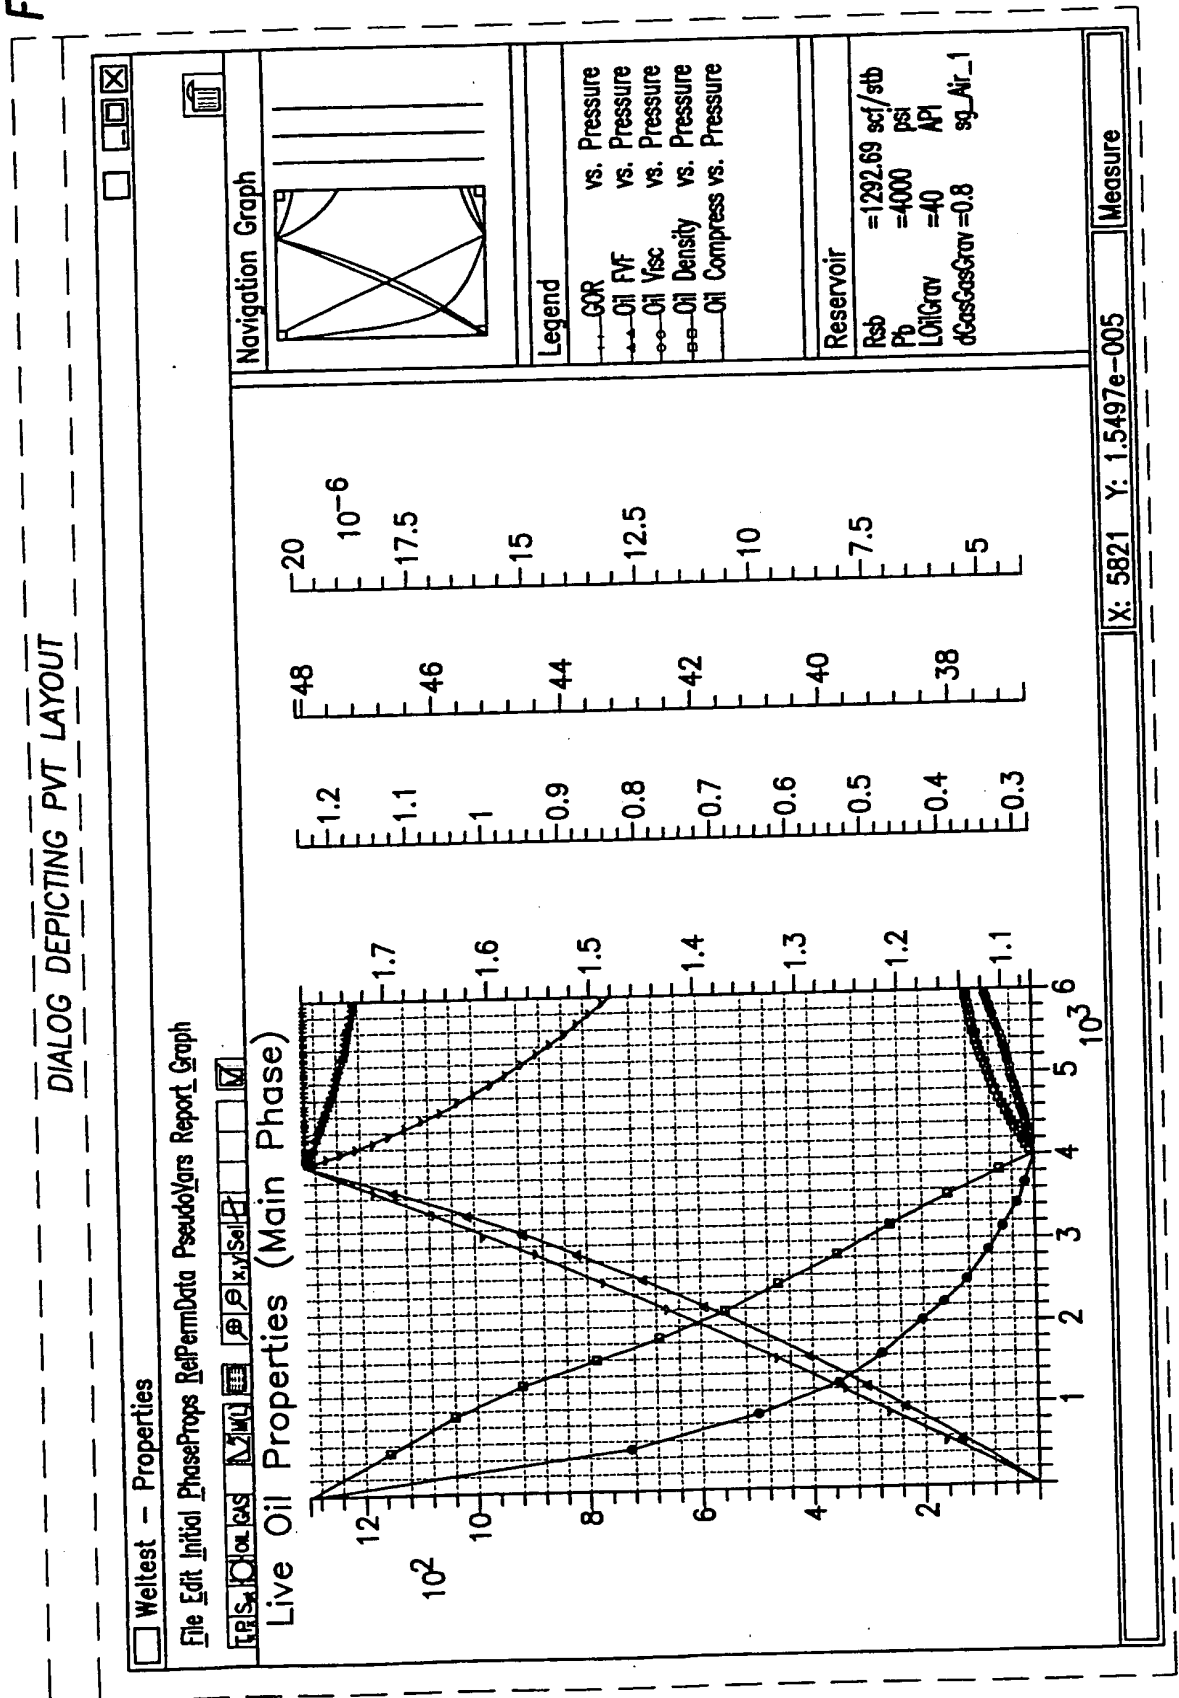 F
DIALOG DEPICTING PVT LAYOUT
Weltest – Properties
File Edit Initial PhaseProps RelPermData PseudoVars Report Graph
OIL GAS
x,y Sel
Live Oil Properties (Main Phase)
12
10
8
6
4
2
10²
1
2
3
4
5
6
10³
1.7
1.6
1.5
1.4
1.3
1.2
1.1
1.2
1.1
1
0.9
0.8
0.7
0.6
0.5
0.4
0.3
48
46
44
42
40
38
20
10⁻⁶
17.5
15
12.5
10
7.5
5
Navigation Graph
Legend
GOR vs. Pressure
Oil FVF vs. Pressure
Oil Visc vs. Pressure
Oil Density vs. Pressure
Oil Compress vs. Pressure
Reservoir
Rsb =1292.69 scf/stb
Pb =4000 psi
LOilGrav =40 API
dGasGasGrav =0.8 sg_Air_1
X: 5821 Y: 1.5497e-005 Measure